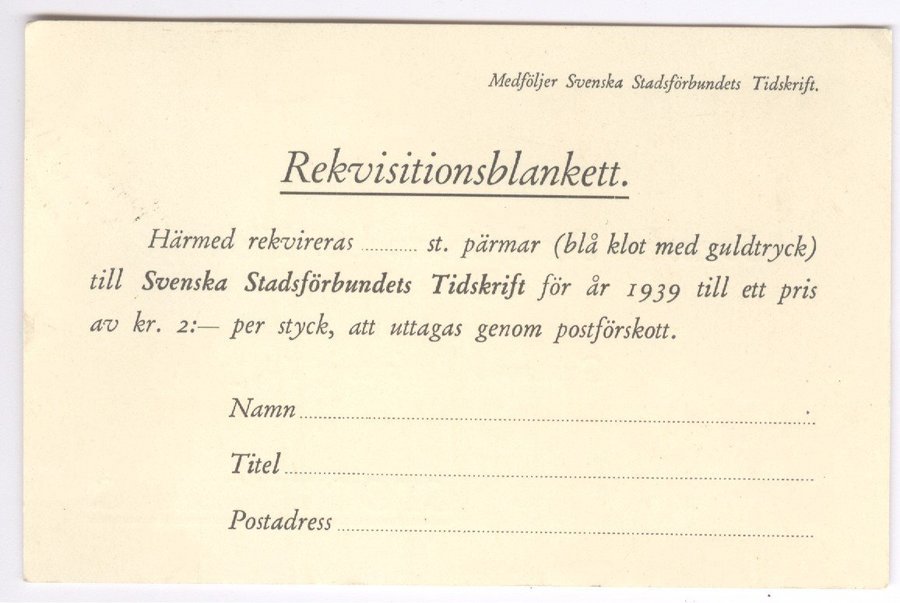 Medföljer Svenska Stadsförbundets Tidskrift.
Rekvisitionsblankett.
Härmed rekvireras .......... st. pärmar (blå klot med guldtryck)
till Svenska Stadsförbundets Tidskrift för år 1939 till ett pris
av kr. 2:— per styck, att uttagas genom postförskott.
Namn
Titel
Postadress